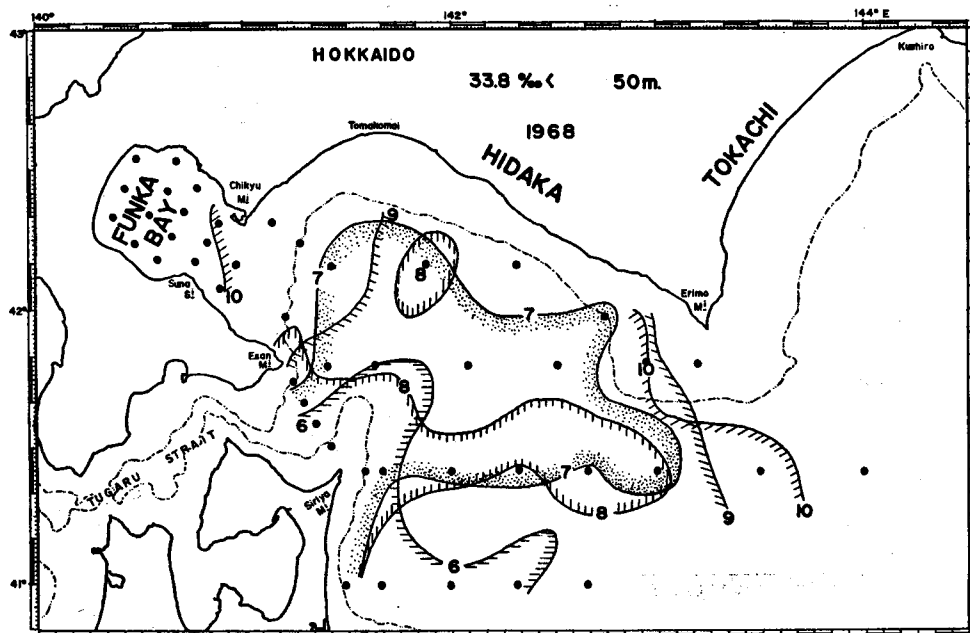 140°
142°
144° E
43°
Kushiro
HOKKAIDO
33.8 ‰ < 50m.
1968
Tomakomai
HIDAKA
TOKACHI
FUNKA
BAY
Chikyu
Mi.
9
7
8
10
Suna
42°
7
Erimo
Mi.
Esan
Mi.
10
8
6
TUGARU STRAIT
7
Siriya
Mi.
8
9
10
6
41°